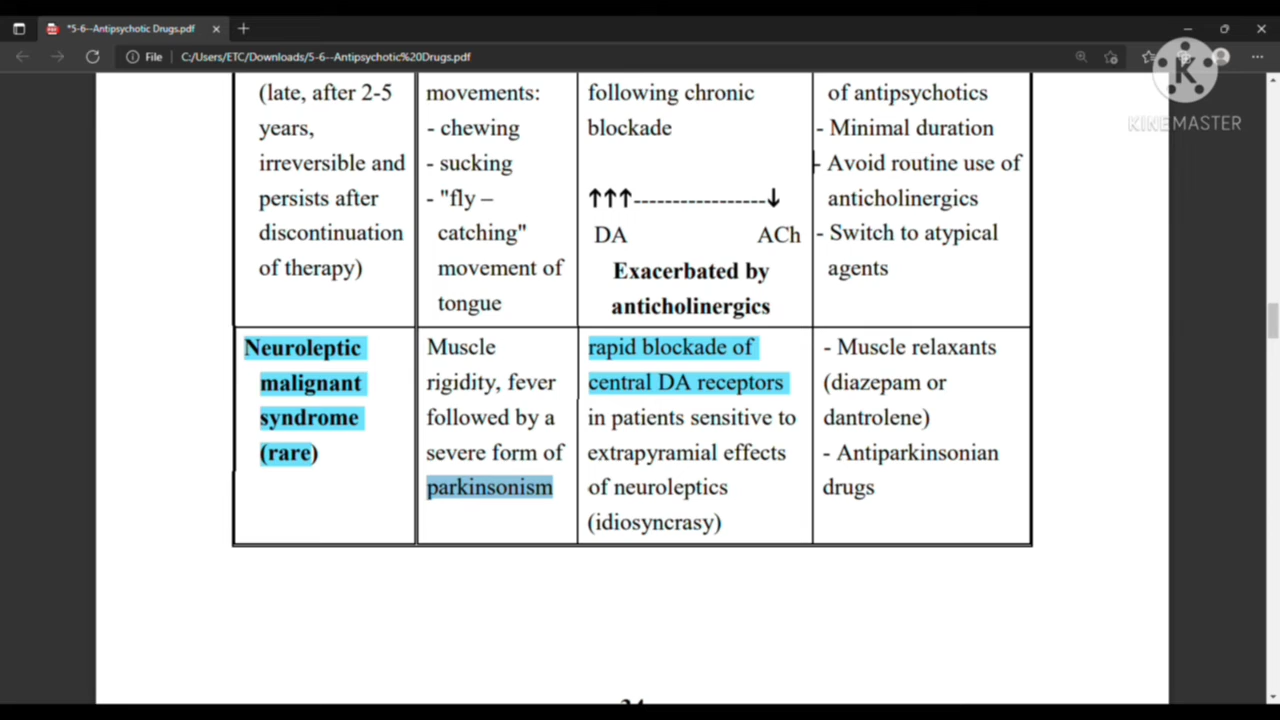 *5-6--Antipsychotic Drugs.pdf
File
C:/Users/ETC/Downloads/5-6--Antipsychotic%20Drugs.pdf
K
KINEMASTER
(late, after 2-5
years,
irreversible and
persists after
discontinuation
of therapy)
movements:
- chewing
- sucking
- "fly –
catching"
movement of
tongue
following chronic
blockade
↑↑↑-----------------↓
DA ACh
Exacerbated by
anticholinergics
of antipsychotics
- Minimal duration
- Avoid routine use of
anticholinergics
- Switch to atypical
agents
Neuroleptic
malignant
syndrome
(rare)
Muscle
rigidity, fever
followed by a
severe form of
parkinsonism
rapid blockade of
central DA receptors
in patients sensitive to
extrapyramial effects
of neuroleptics
(idiosyncrasy)
- Muscle relaxants
(diazepam or
dantrolene)
- Antiparkinsonian
drugs